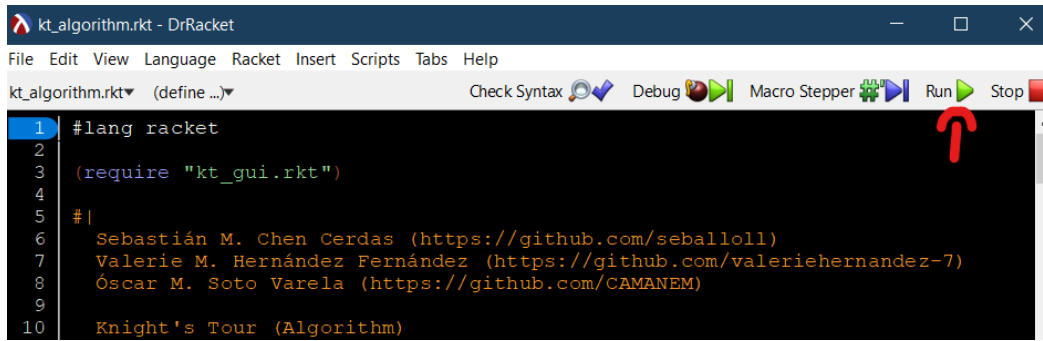 kt_algorithm.rkt - DrRacket
File Edit View Language Racket Insert Scripts Tabs Help
kt_algorithm.rkt▾ (define ...)▾ Check Syntax Debug Macro Stepper Run Stop
1 #lang racket
2
3 (require "kt_gui.rkt")
4
5 #|
6 Sebastián M. Chen Cerdas (https://github.com/seballoll)
7 Valerie M. Hernández Fernández (https://github.com/valeriehernandez-7)
8 Óscar M. Soto Varela (https://github.com/CAMANEM)
9
10 Knight's Tour (Algorithm)